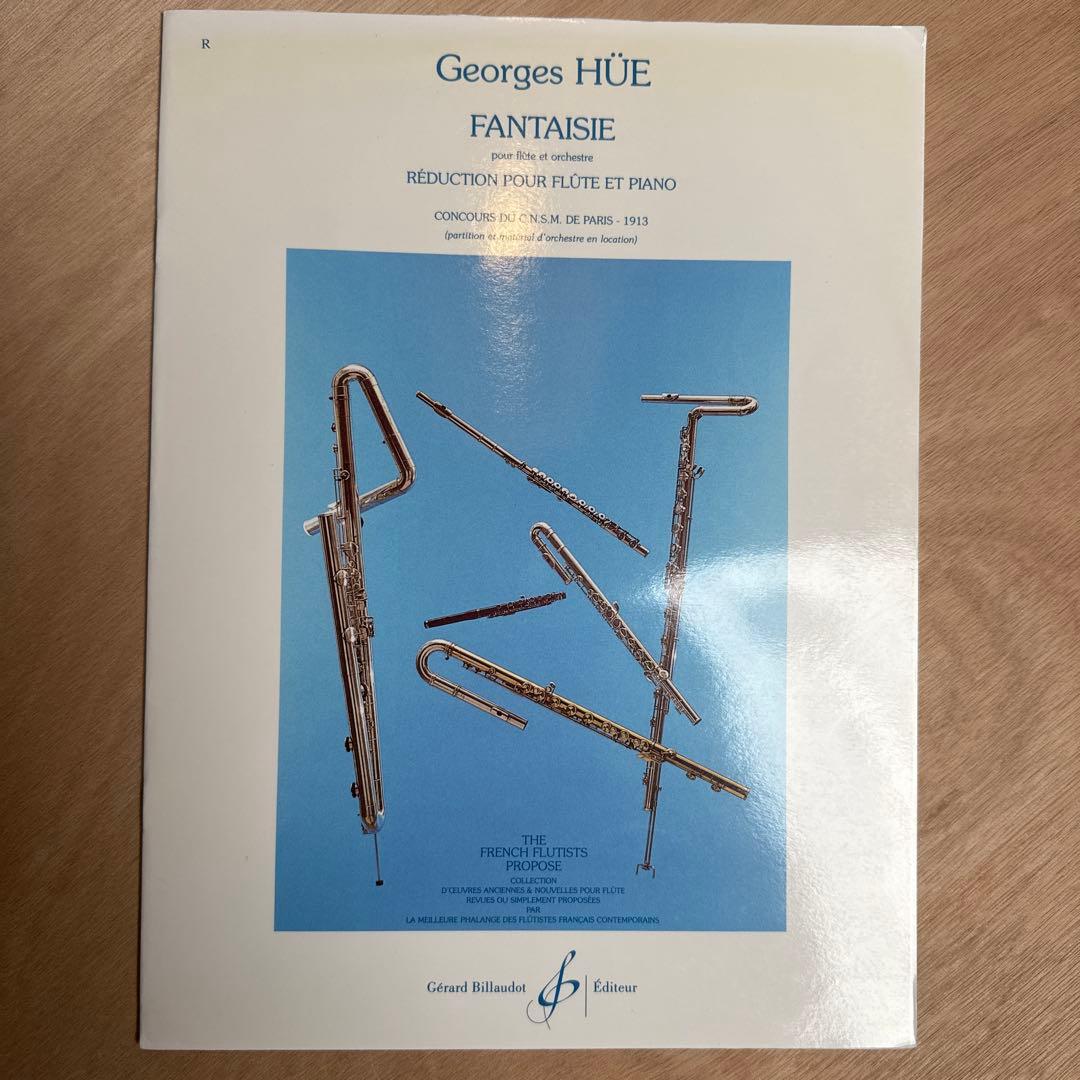 R
Georges HÜE
FANTAISIE
pour flûte et orchestre
RÉDUCTION POUR FLÛTE ET PIANO
CONCOURS DU C.N.S.M. DE PARIS - 1913
(partition et matériel d'orchestre en location)
THE
FRENCH FLUTISTS
PROPOSE
COLLECTION
D'ŒUVRES ANCIENNES & NOUVELLES POUR FLÛTE
REVUES OU SIMPLEMENT PROPOSÉES
PAR
LA MEILLEURE PHALANGE DES FLÛTISTES FRANÇAIS CONTEMPORAINS
Gérard Billaudot Éditeur